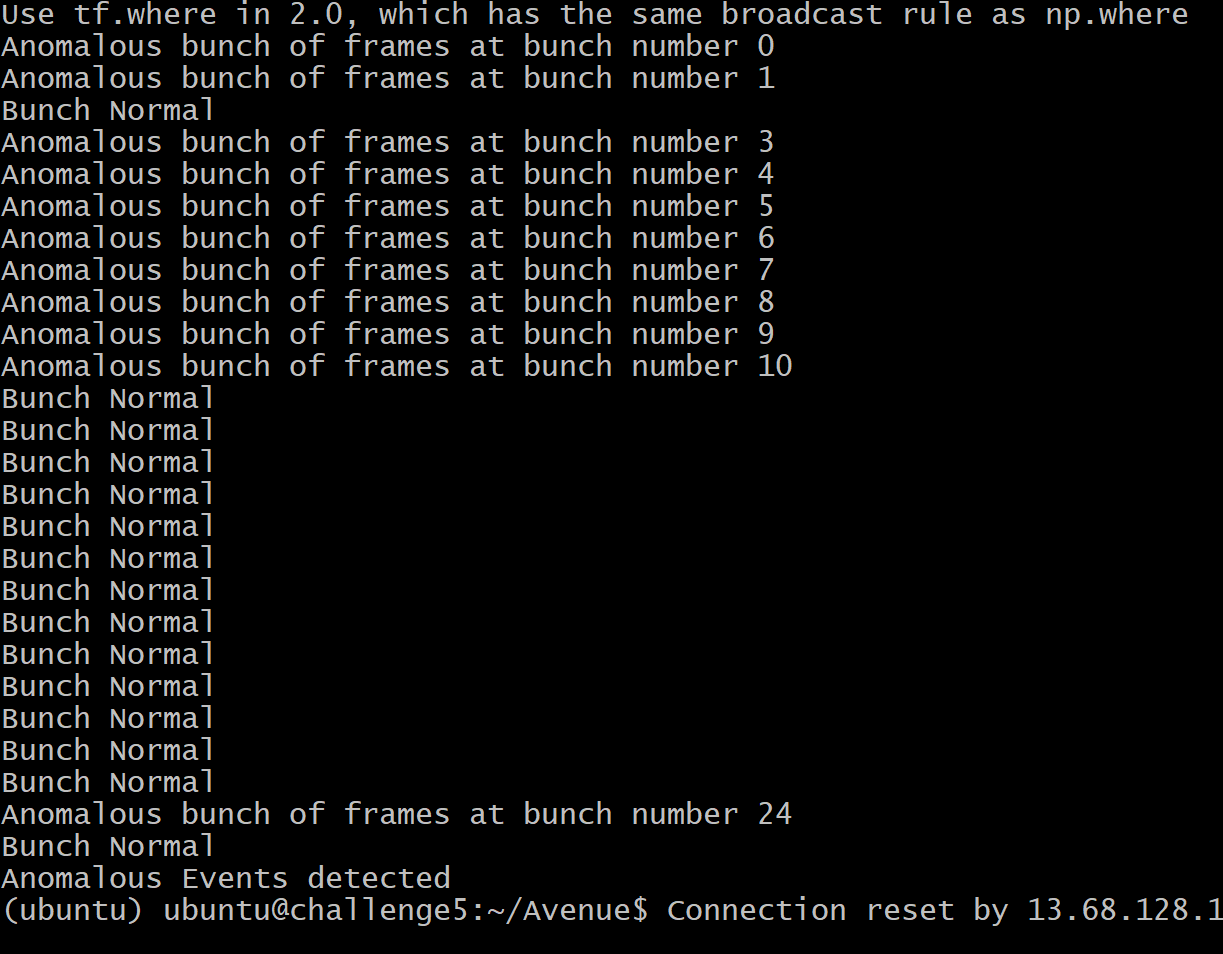 Use tf.where in 2.0, which has the same broadcast rule as np.where
Anomalous bunch of frames at bunch number 0
Anomalous bunch of frames at bunch number 1
Bunch Normal
Anomalous bunch of frames at bunch number 3
Anomalous bunch of frames at bunch number 4
Anomalous bunch of frames at bunch number 5
Anomalous bunch of frames at bunch number 6
Anomalous bunch of frames at bunch number 7
Anomalous bunch of frames at bunch number 8
Anomalous bunch of frames at bunch number 9
Anomalous bunch of frames at bunch number 10
Bunch Normal
Bunch Normal
Bunch Normal
Bunch Normal
Bunch Normal
Bunch Normal
Bunch Normal
Bunch Normal
Bunch Normal
Bunch Normal
Bunch Normal
Bunch Normal
Bunch Normal
Anomalous bunch of frames at bunch number 24
Bunch Normal
Anomalous Events detected
(ubuntu) ubuntu@challenge5:~/Avenue$ Connection reset by 13.68.128.1